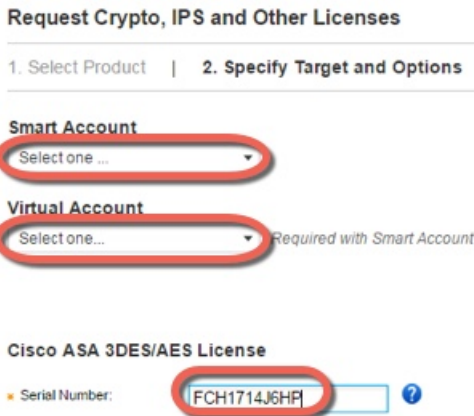 Request Crypto, IPS and Other Licenses
1. Select Product | 2. Specify Target and Options
Smart Account
Select one ...
Virtual Account
Select one... Required with Smart Account
Cisco ASA 3DES/AES License
* Serial Number: FCH1714J6HP ?